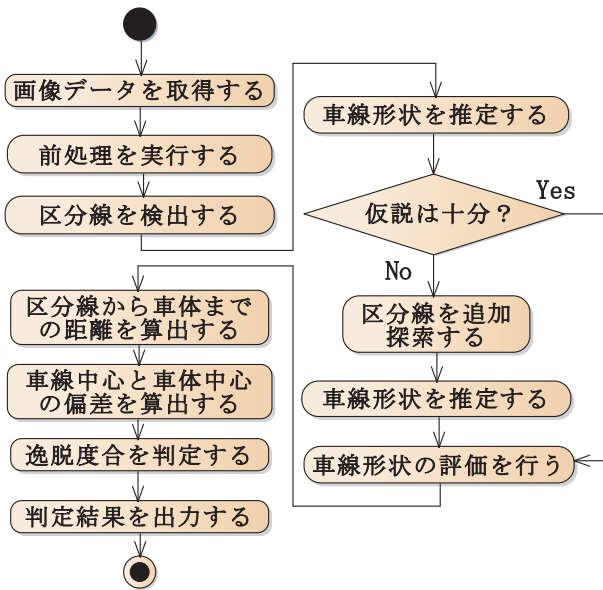 画像データを取得する
前処理を実行する
区分線を検出する
車線形状を推定する
仮説は十分？
Yes
No
区分線を追加
探索する
車線形状を推定する
車線形状の評価を行う
区分線から車体まで
の距離を算出する
車線中心と車体中心
の偏差を算出する
逸脱度合を判定する
判定結果を出力する